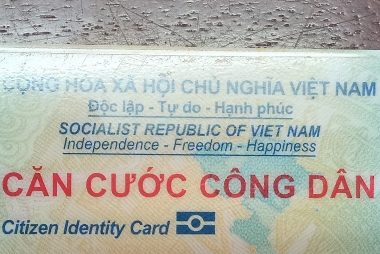 CỘNG HÒA XÃ HỘI CHỦ NGHĨA VIỆT NAM
Độc lập - Tự do - Hạnh phúc
SOCIALIST REPUBLIC OF VIET NAM
Independence - Freedom - Happiness
CĂN CƯỚC CÔNG DÂN
Citizen Identity Card